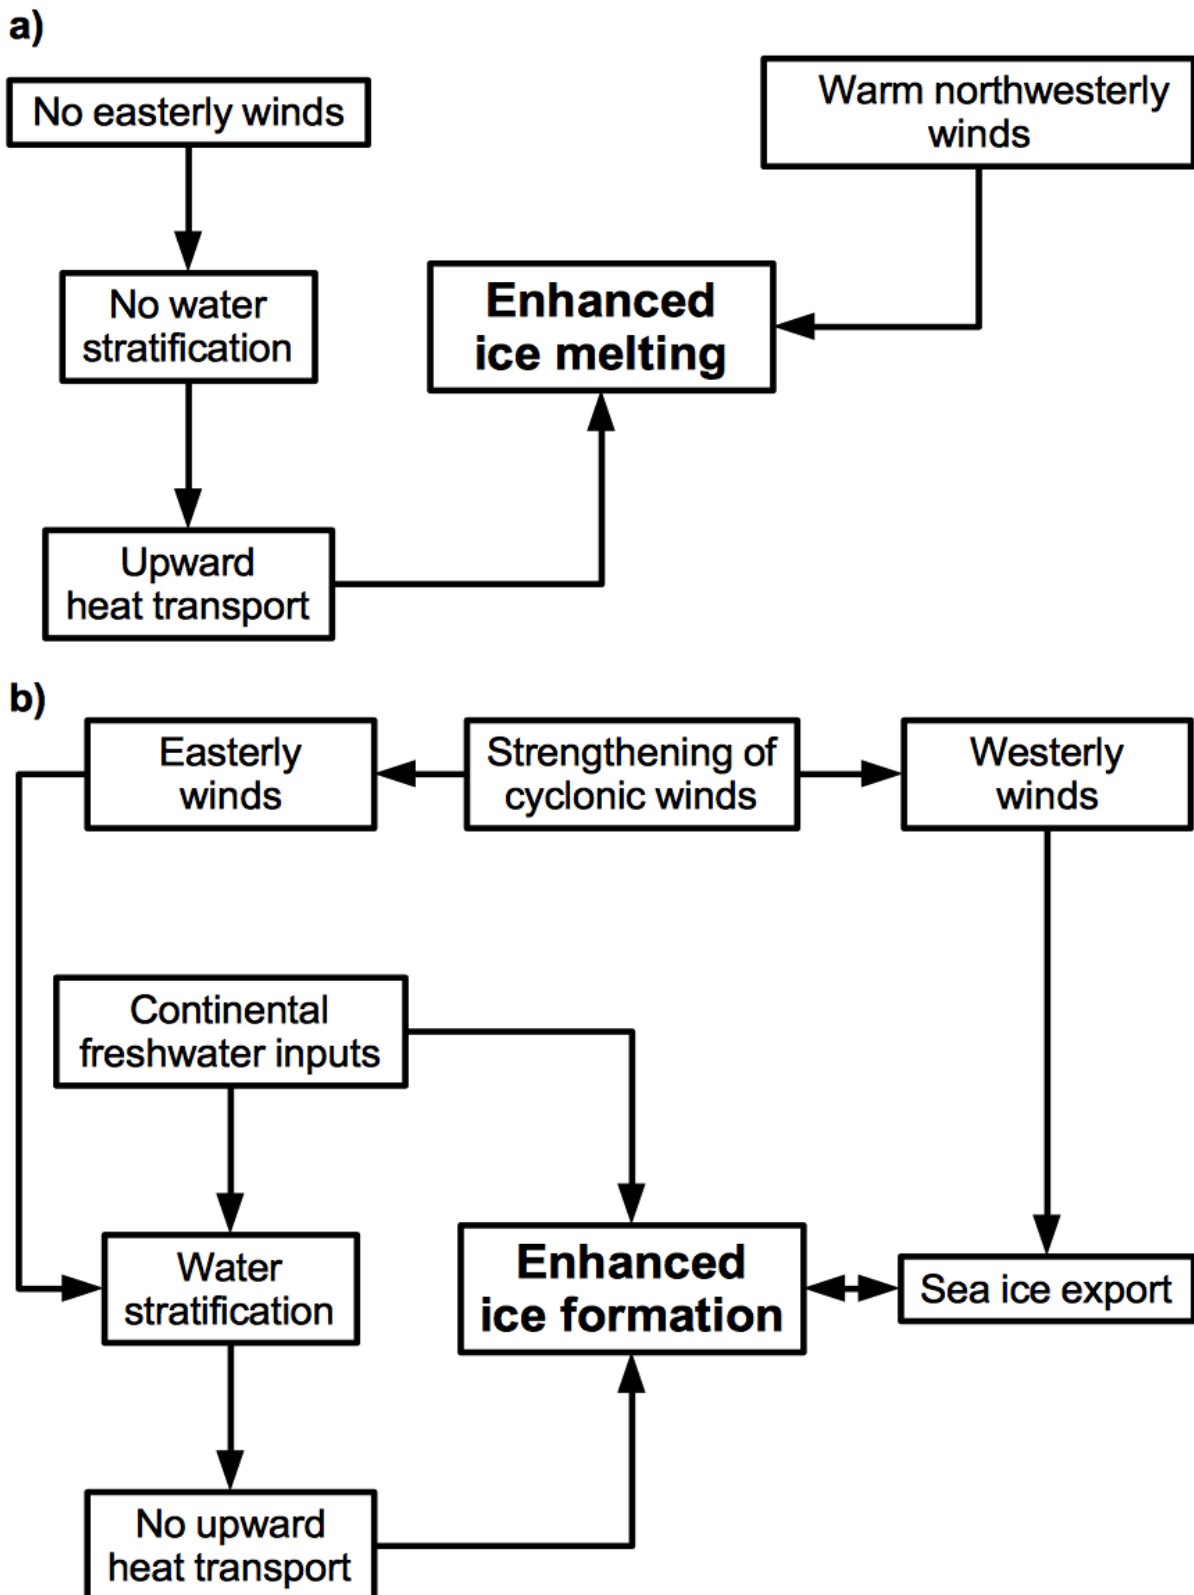 a)
No easterly winds
Warm northwesterly
winds
No water
stratification
Enhanced
ice melting
Upward
heat transport
b)
Easterly
winds
Strengthening of
cyclonic winds
Westerly
winds
Continental
freshwater inputs
Water
stratification
Enhanced
ice formation
Sea ice export
No upward
heat transport